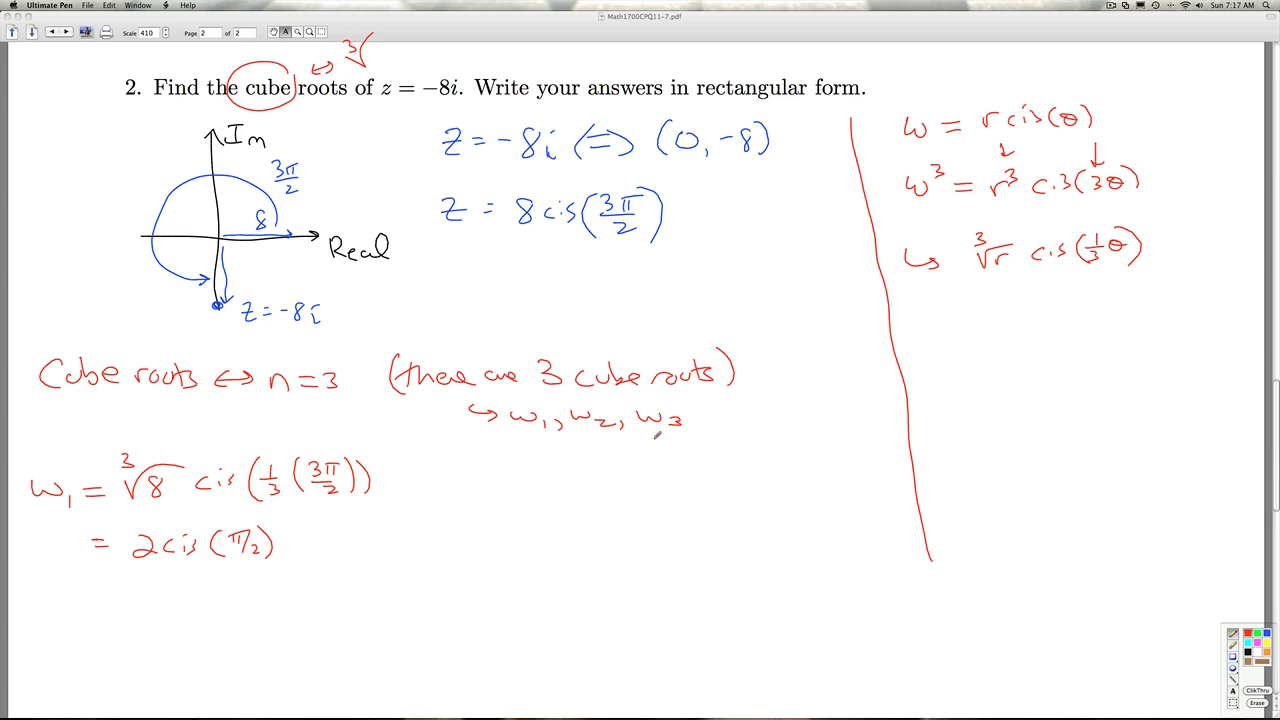 Ultimate Pen File Edit Window Help Sun 7:17 AM
Math1700CPQ11-7.pdf
Scale 410 Page 2 of 2
↔ ∛
2. Find the cube roots of z = −8i. Write your answers in rectangular form.
Im
3π/2
8
Real
z = -8i
z = -8i ⟺ (0, -8)
z = 8 cis(3π/2)
w = r cis(θ)
w³ = r³ cis(3θ)
↳ ∛r cis(1/3 θ)
Cube roots ↔ n = 3 (there are 3 cube roots)
↳ w₁, w₂, w₃
w₁ = ∛8 cis(1/3 (3π/2))
= 2 cis(π/2)
A
ClikThru
Erase